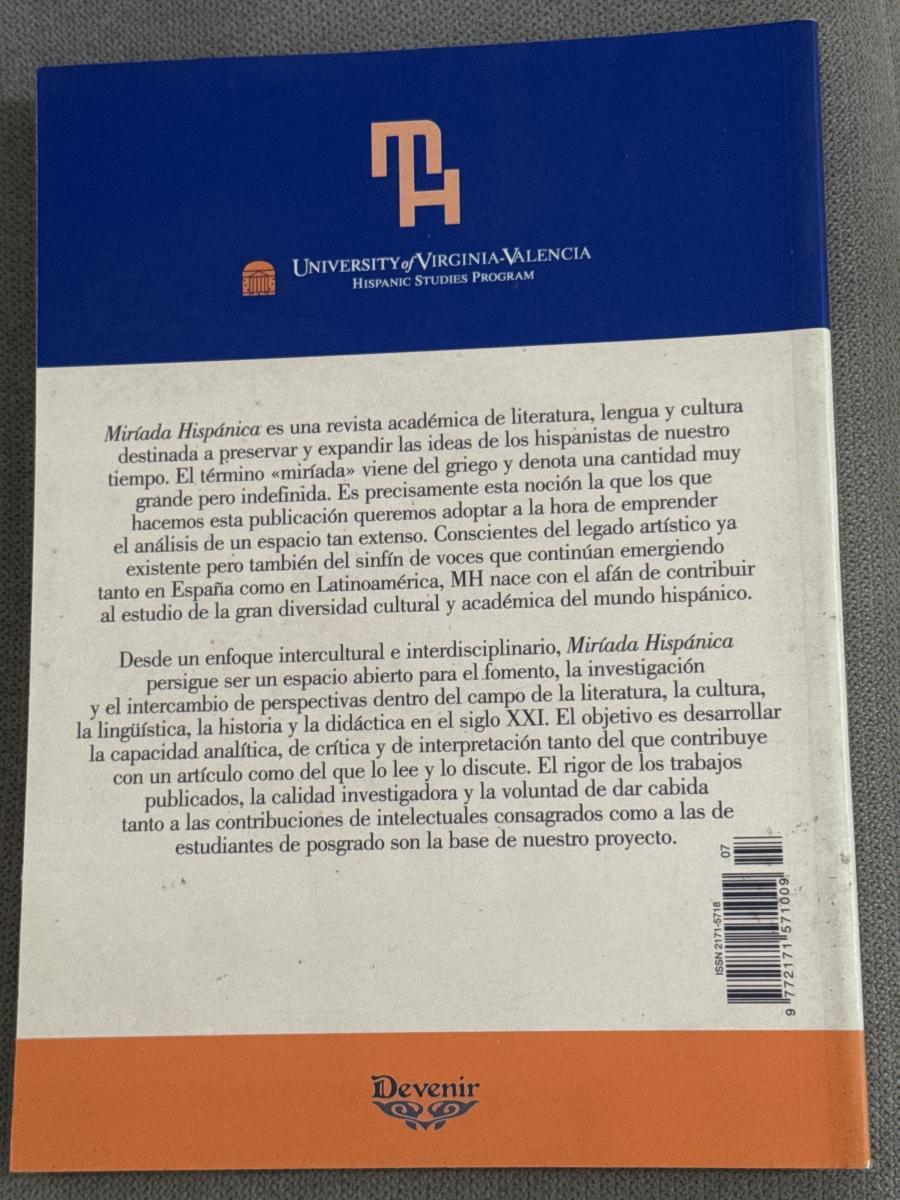 MH
UNIVERSITY of VIRGINIA-VALENCIA
HISPANIC STUDIES PROGRAM
Miríada Hispánica es una revista académica de literatura, lengua y cultura
destinada a preservar y expandir las ideas de los hispanistas de nuestro
tiempo. El término «miríada» viene del griego y denota una cantidad muy
grande pero indefinida. Es precisamente esta noción la que los que
hacemos esta publicación queremos adoptar a la hora de emprender
el análisis de un espacio tan extenso. Conscientes del legado artístico ya
existente pero también del sinfín de voces que continúan emergiendo
tanto en España como en Latinoamérica, MH nace con el afán de contribuir
al estudio de la gran diversidad cultural y académica del mundo hispánico.
Desde un enfoque intercultural e interdisciplinario, Miríada Hispánica
persigue ser un espacio abierto para el fomento, la investigación
y el intercambio de perspectivas dentro del campo de la literatura, la cultura,
la lingüística, la historia y la didáctica en el siglo XXI. El objetivo es desarrollar
la capacidad analítica, de crítica y de interpretación tanto del que contribuye
con un artículo como del que lo lee y lo discute. El rigor de los trabajos
publicados, la calidad investigadora y la voluntad de dar cabida
tanto a las contribuciones de intelectuales consagrados como a las de
estudiantes de posgrado son la base de nuestro proyecto.
ISSN 2171-5718
07
9 772171 571009
Devenir